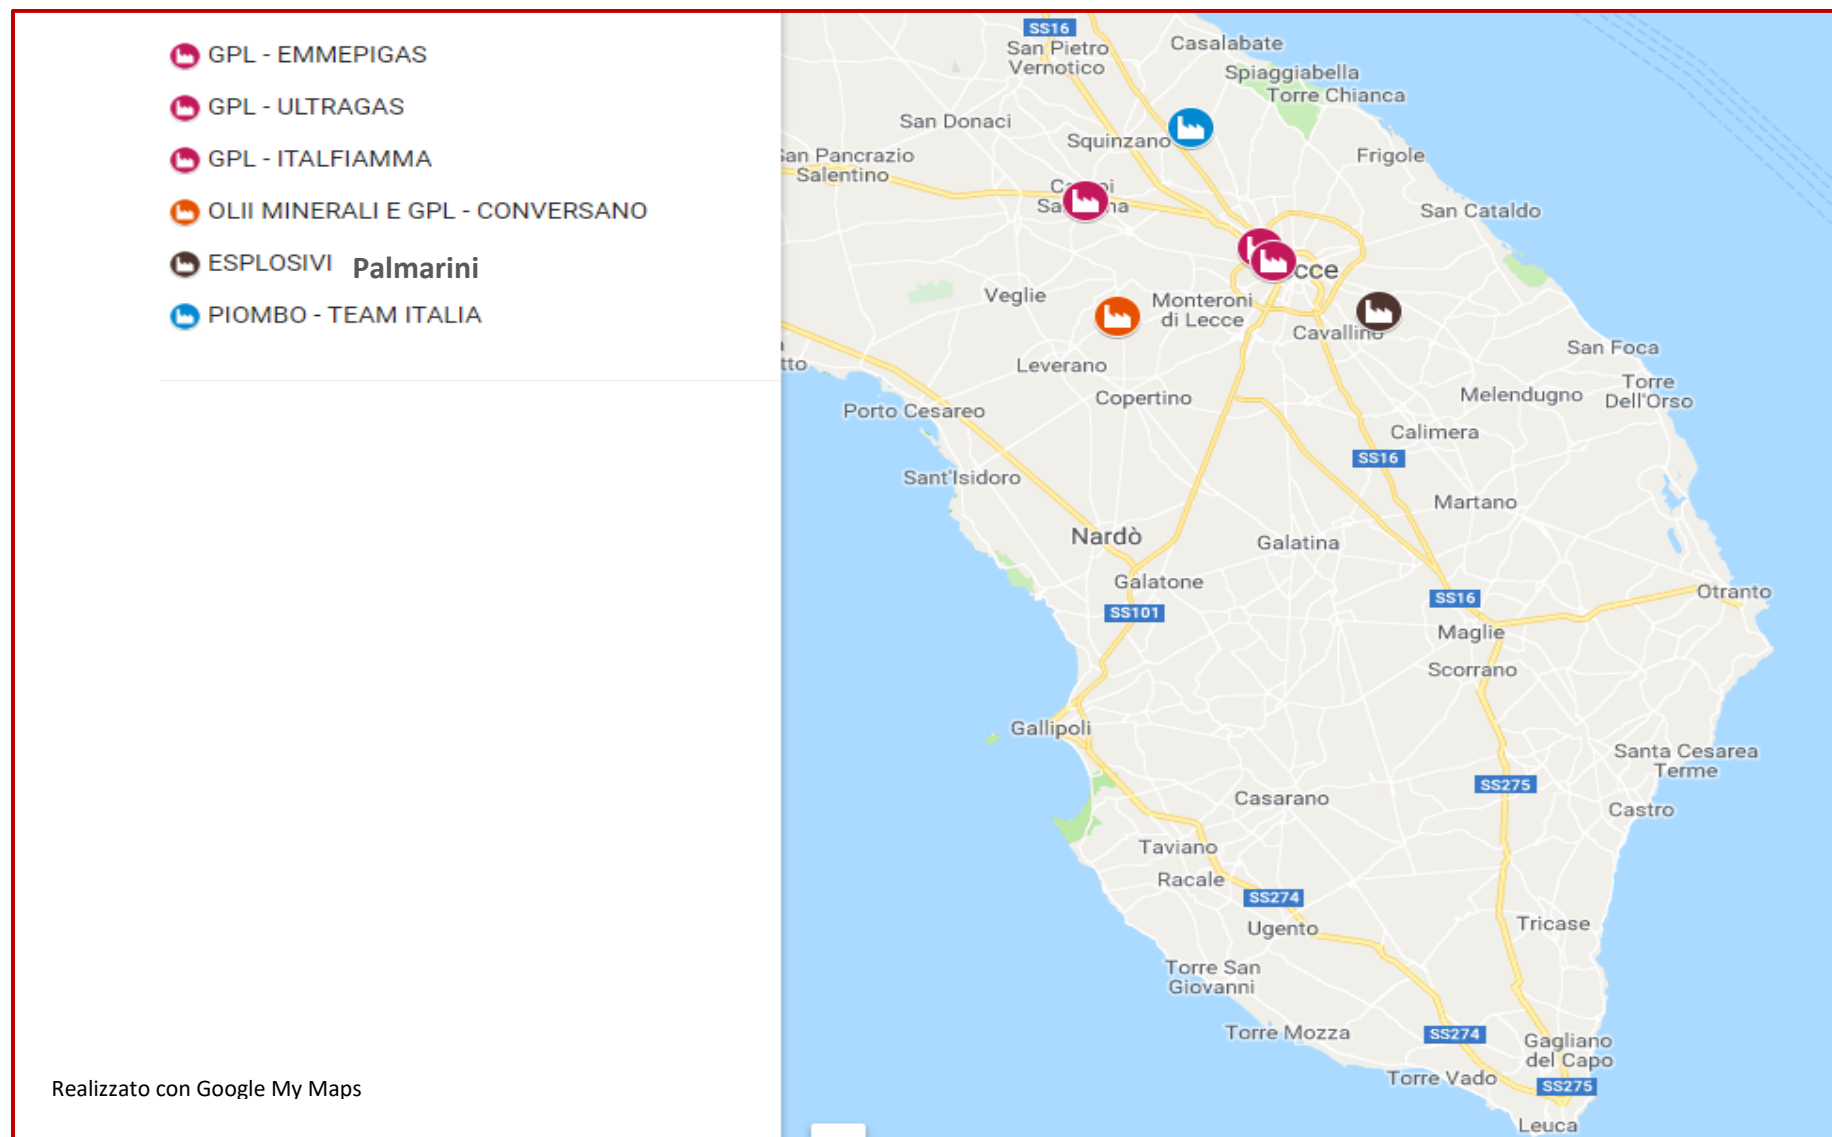 GPL - EMMEPIGAS
GPL - ULTRAGAS
GPL - ITALFIAMMA
OLII MINERALI E GPL - CONVERSANO
ESPLOSIVI Palmarini
PIOMBO - TEAM ITALIA
Realizzato con Google My Maps
SS16
San Pietro
Vernotico
Casalabate
Spiaggiabella
Torre Chianca
San Donaci
Squinzano
San Pancrazio
Salentino
Frigole
San Cataldo
Veglie
Monteroni
di Lecce
Cavallino
San Foca
Leverano
Torre
Dell'Orso
Melendugno
Copertino
Porto Cesareo
Calimera
SS16
Sant'Isidoro
Martano
Nardò
Galatina
Galatone
Otranto
SS16
SS101
Maglie
Scorrano
Gallipoli
Santa Cesarea
Terme
SS275
Casarano
Castro
Taviano
Racale
SS274
Ugento
Tricase
Torre San
Giovanni
Torre Mozza
SS274
Gagliano
del Capo
Torre Vado
SS275
Leuca